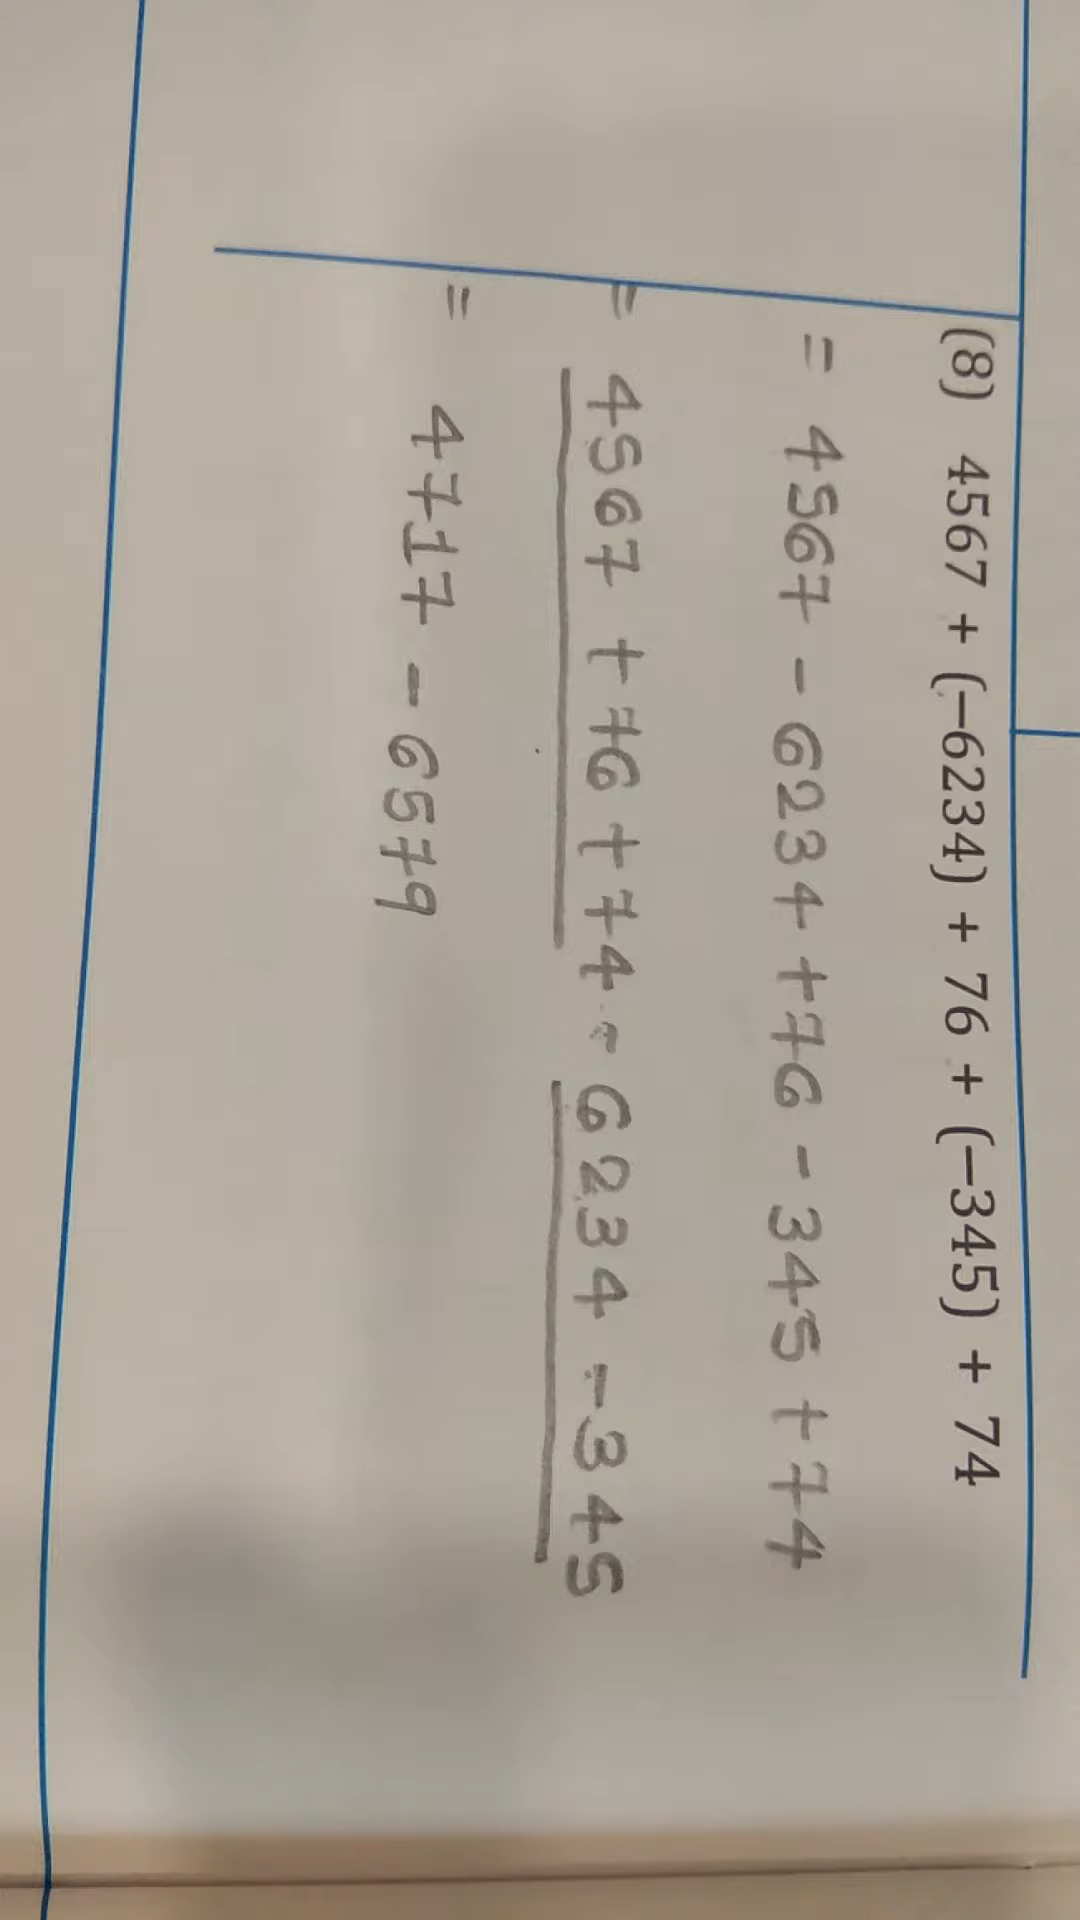 (8) 4567 + (−6234) + 76 + (−345) + 74
= 4567 - 6234 + 76 - 345 + 74
= 4567 + 76 + 74 - 6234 - 345
= 4717 - 6579